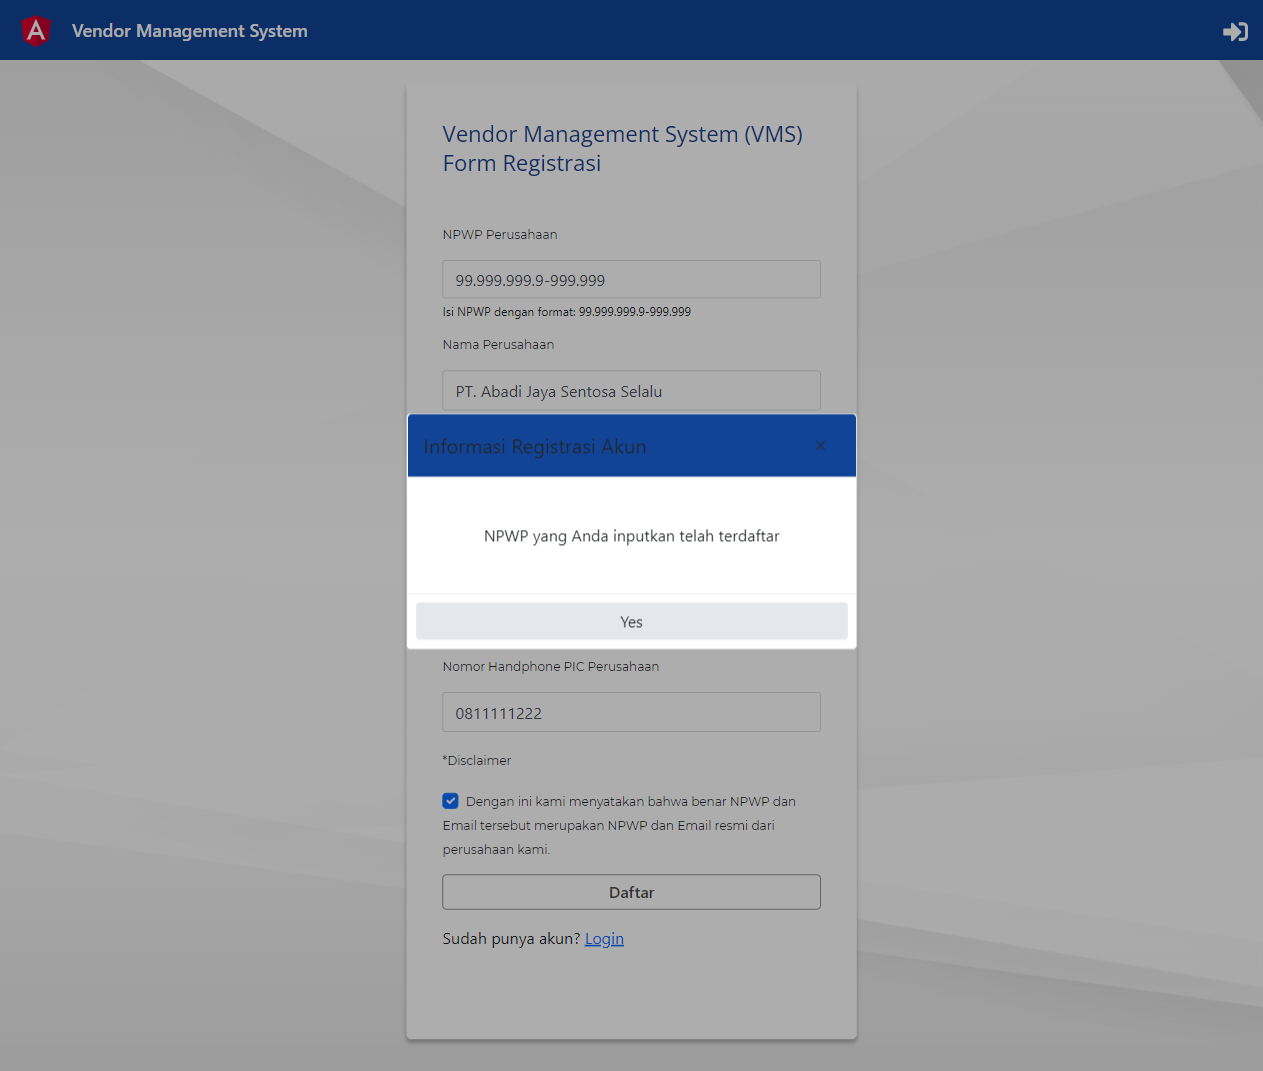 Vendor Management System
Vendor Management System (VMS)
Form Registrasi
NPWP Perusahaan
99.999.999.9-999.999
Isi NPWP dengan format: 99.999.999.9-999.999
Nama Perusahaan
PT. Abadi Jaya Sentosa Selalu
Informasi Registrasi Akun ×
NPWP yang Anda inputkan telah terdaftar
Yes
Nomor Handphone PIC Perusahaan
0811111222
*Disclaimer
Dengan ini kami menyatakan bahwa benar NPWP dan
Email tersebut merupakan NPWP dan Email resmi dari
perusahaan kami.
Daftar
Sudah punya akun? Login